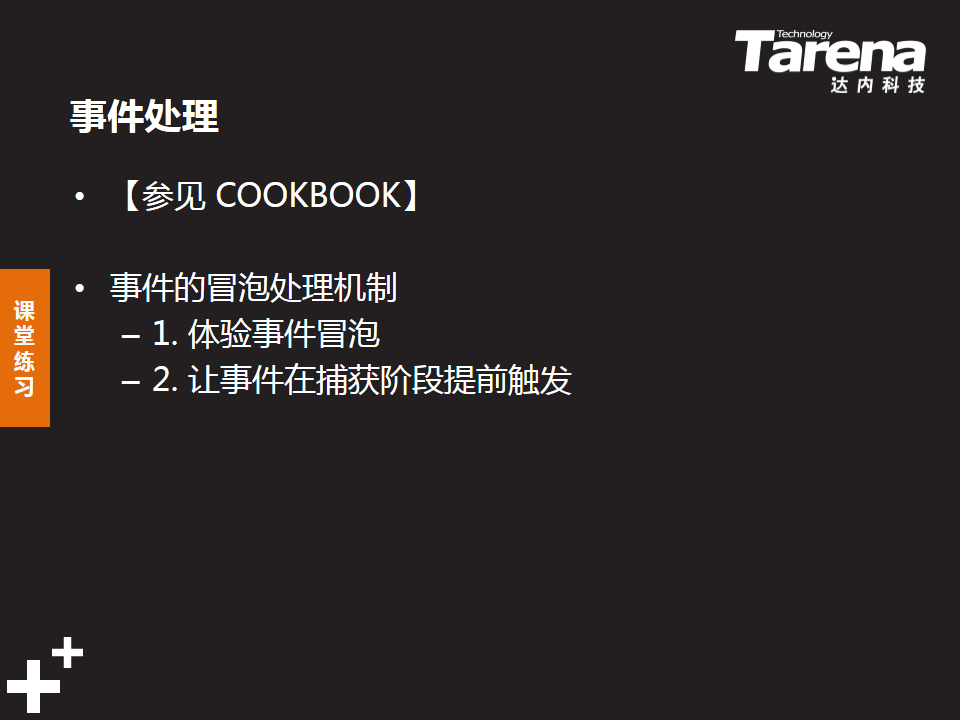 Technology
Tarena
达内科技
事件处理
• 【参见 COOKBOOK】
• 事件的冒泡处理机制
– 1. 体验事件冒泡
– 2. 让事件在捕获阶段提前触发
课堂练习